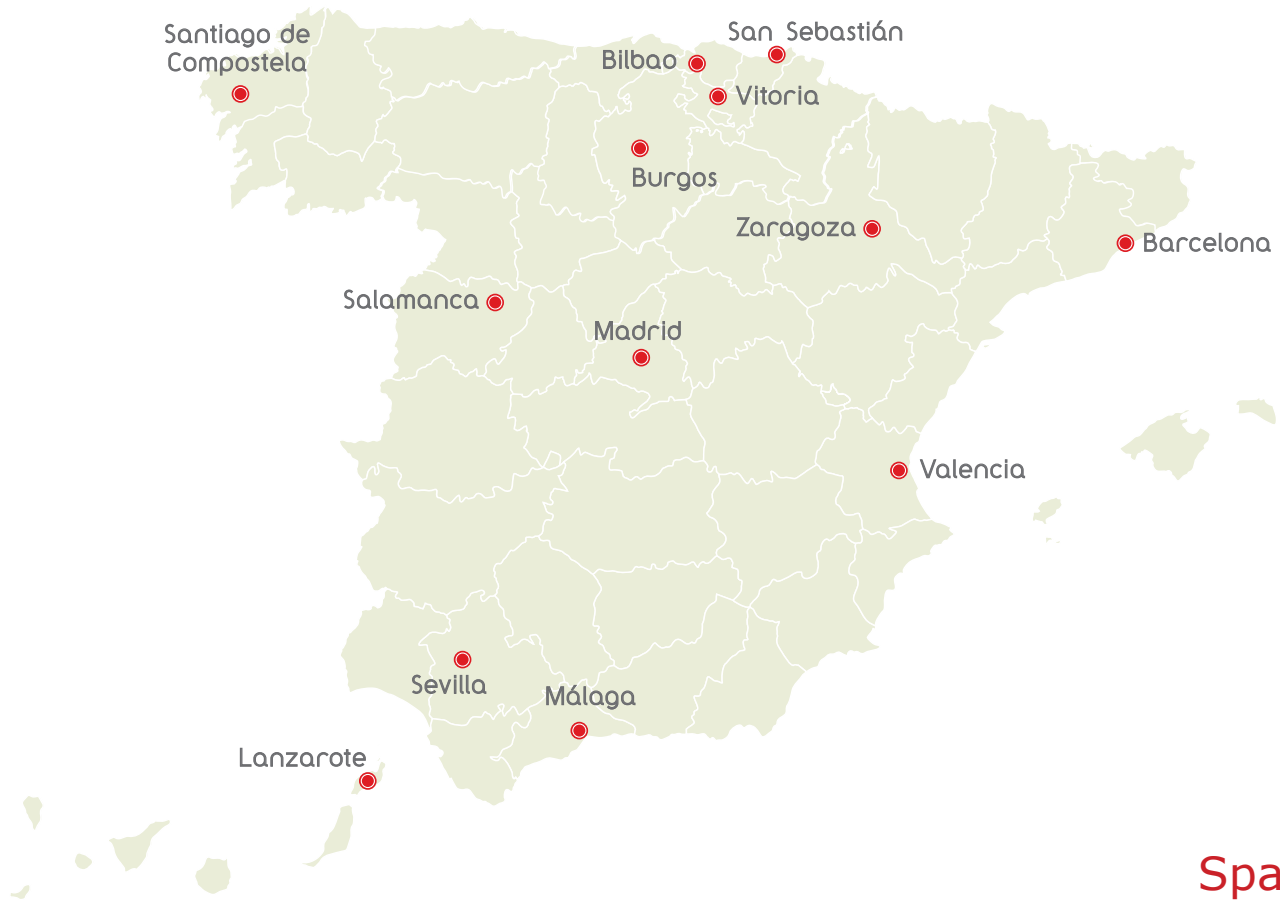 San Sebastián
Santiago de
Compostela
Bilbao
Vitoria
Burgos
Zaragoza
Barcelona
Salamanca
Madrid
Valencia
Sevilla
Málaga
Lanzarote
Spa